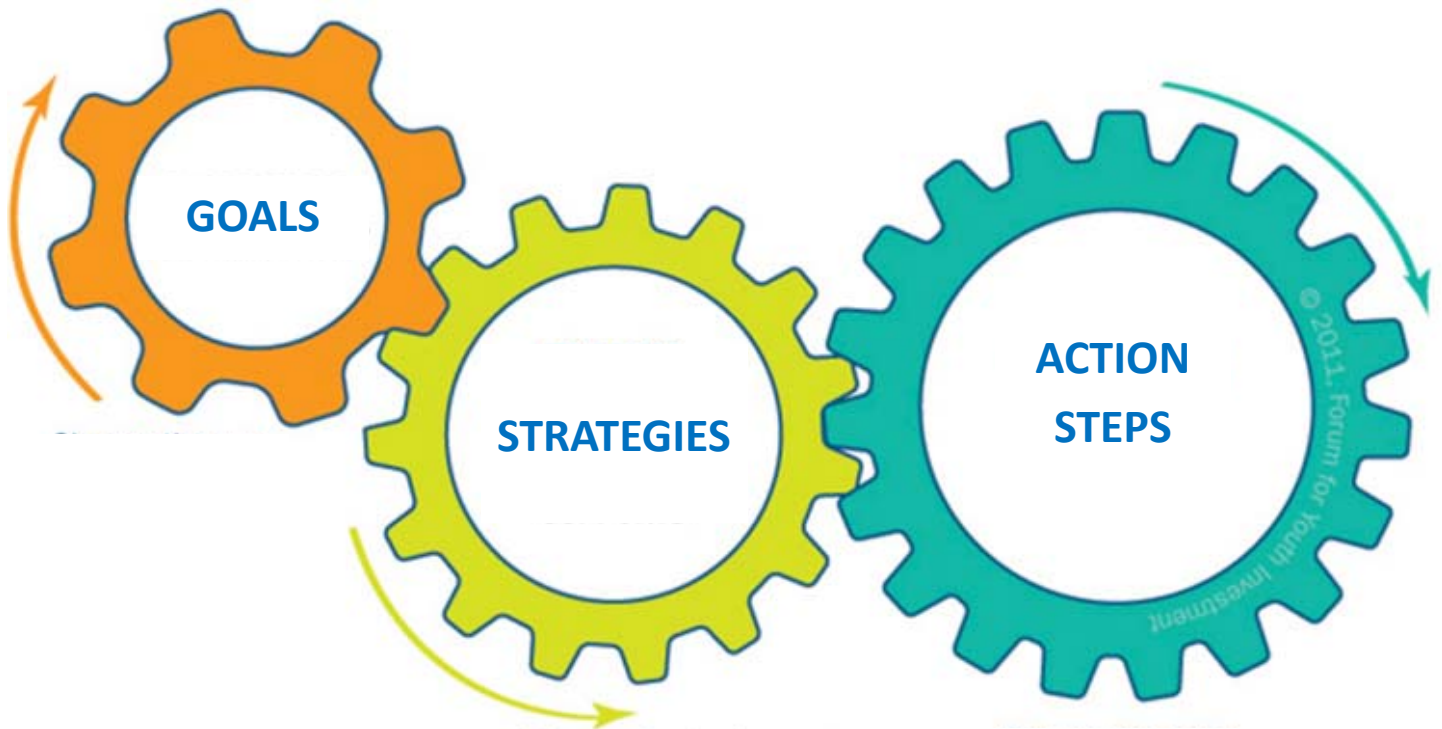 GOALS
STRATEGIES
ACTION
STEPS
© 2011. Forum for Youth Investment